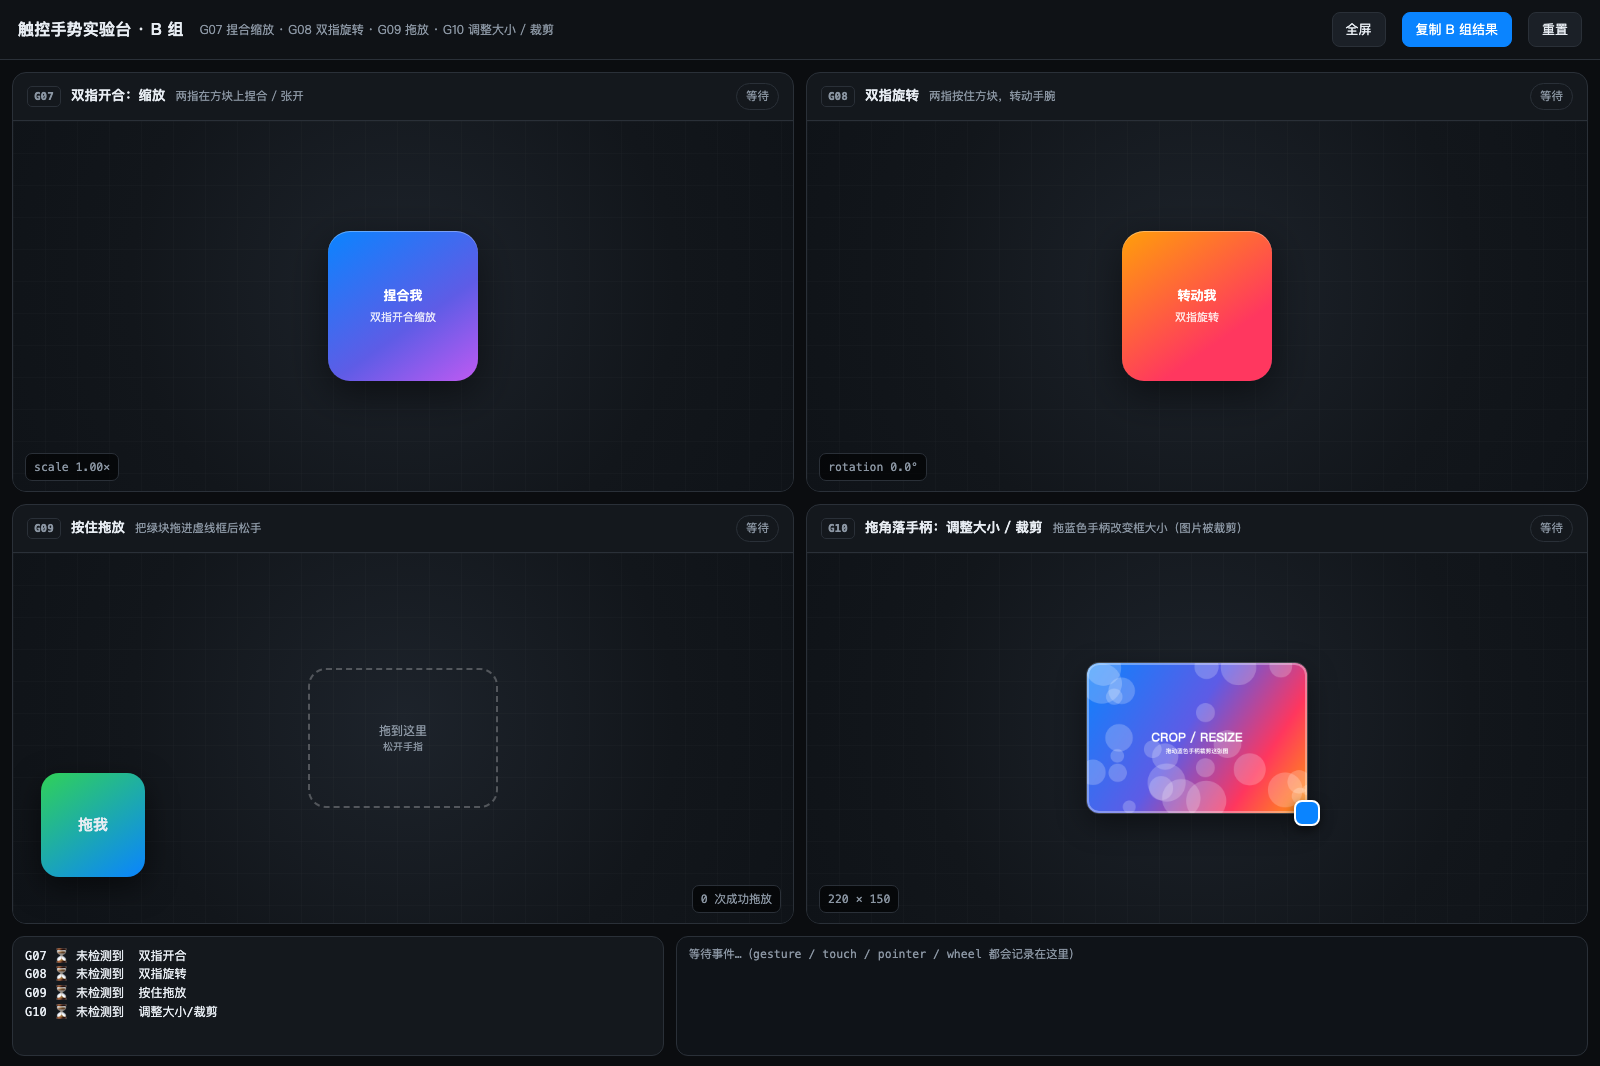 触控手势实验台 · B 组
G07 捏合缩放 · G08 双指旋转 · G09 拖放 · G10 调整大小 / 裁剪
全屏
复制 B 组结果
重置
G07 双指开合：缩放 两指在方块上捏合 / 张开
等待
捏合我
双指开合缩放
scale 1.00×
G08 双指旋转 两指按住方块，转动手腕
等待
转动我
双指旋转
rotation 0.0°
G09 按住拖放 把绿块拖进虚线框后松手
等待
拖到这里
松开手指
拖我
0 次成功拖放
G10 拖角落手柄：调整大小 / 裁剪 拖蓝色手柄改变框大小（图片被裁剪）
等待
CROP / RESIZE
拖动蓝色手柄裁剪这张图
220 × 150
G07 ⏳ 未检测到 双指开合
G08 ⏳ 未检测到 双指旋转
G09 ⏳ 未检测到 按住拖放
G10 ⏳ 未检测到 调整大小/裁剪
等待事件…（gesture / touch / pointer / wheel 都会记录在这里）